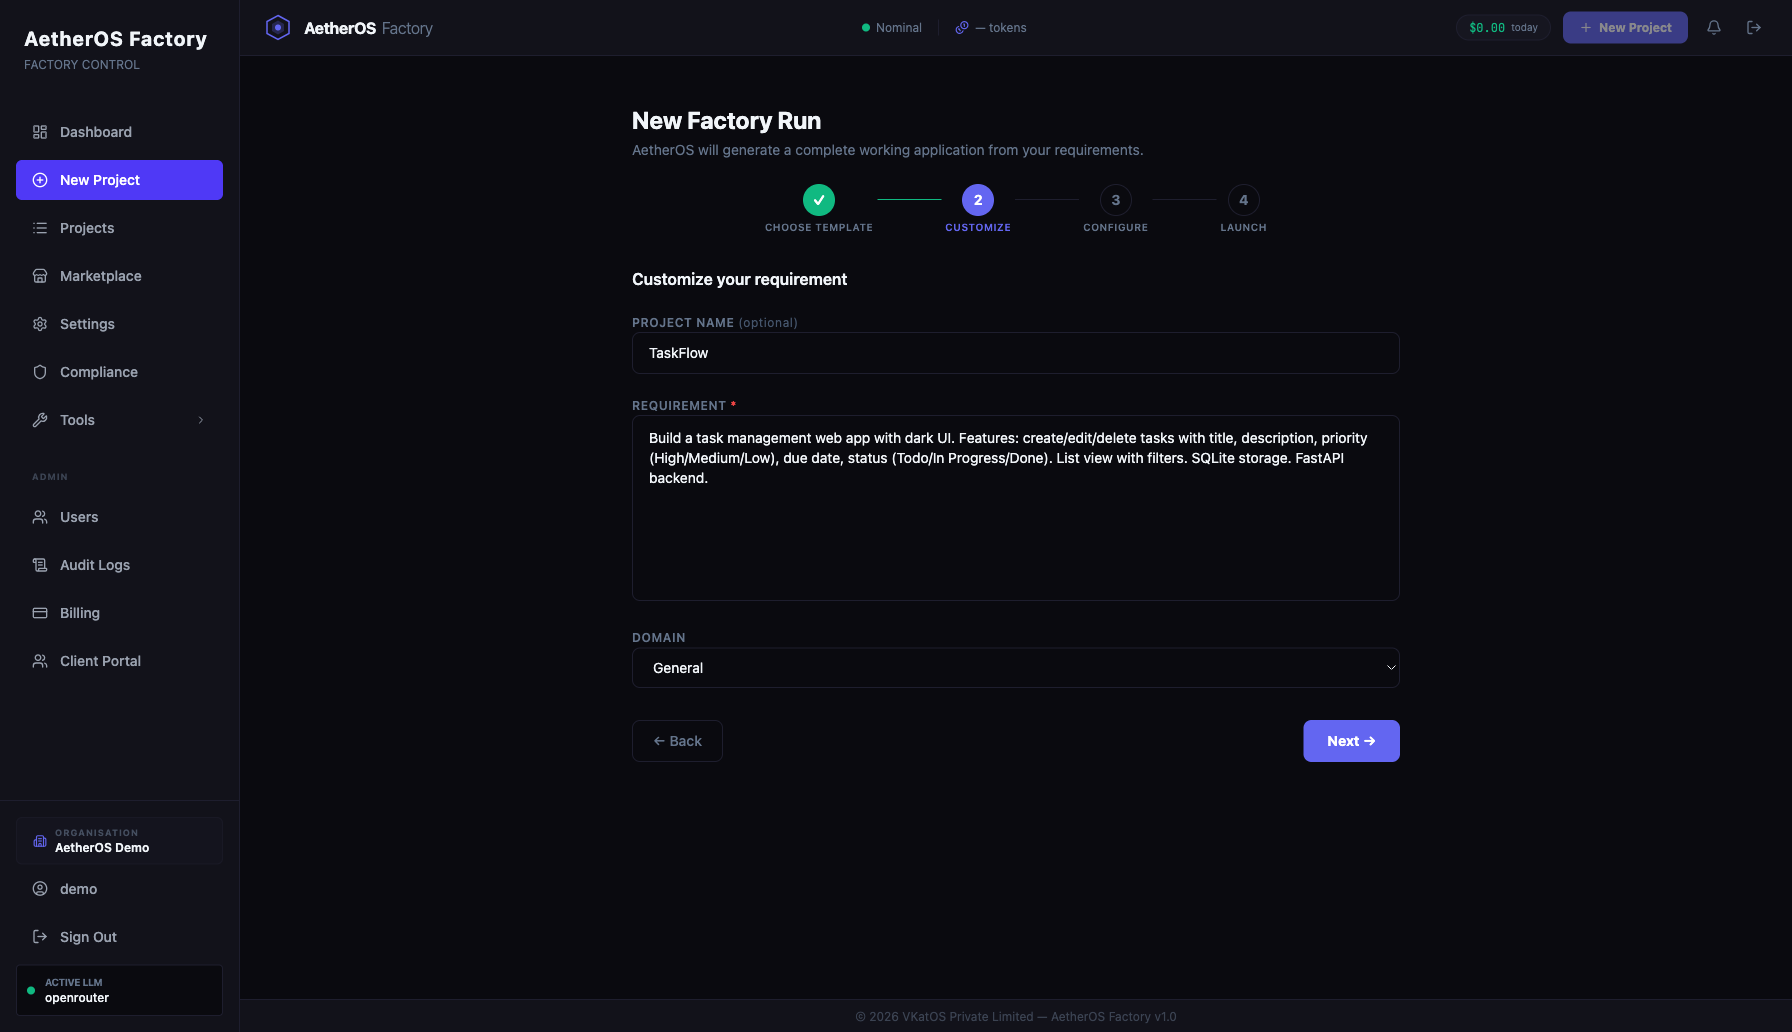 AetherOS Factory
FACTORY CONTROL
Dashboard
New Project
Projects
Marketplace
Settings
Compliance
Tools
ADMIN
Users
Audit Logs
Billing
Client Portal
ORGANISATION
AetherOS Demo
demo
Sign Out
ACTIVE LLM
openrouter
AetherOS Factory
Nominal
— tokens
$0.00 today
+ New Project
New Factory Run
AetherOS will generate a complete working application from your requirements.
2
3
4
CHOOSE TEMPLATE
CUSTOMIZE
CONFIGURE
LAUNCH
Customize your requirement
PROJECT NAME (optional)
TaskFlow
REQUIREMENT *
Build a task management web app with dark UI. Features: create/edit/delete tasks with title, description, priority
(High/Medium/Low), due date, status (Todo/In Progress/Done). List view with filters. SQLite storage. FastAPI
backend.
DOMAIN
General
← Back
Next →
© 2026 VKatOS Private Limited — AetherOS Factory v1.0